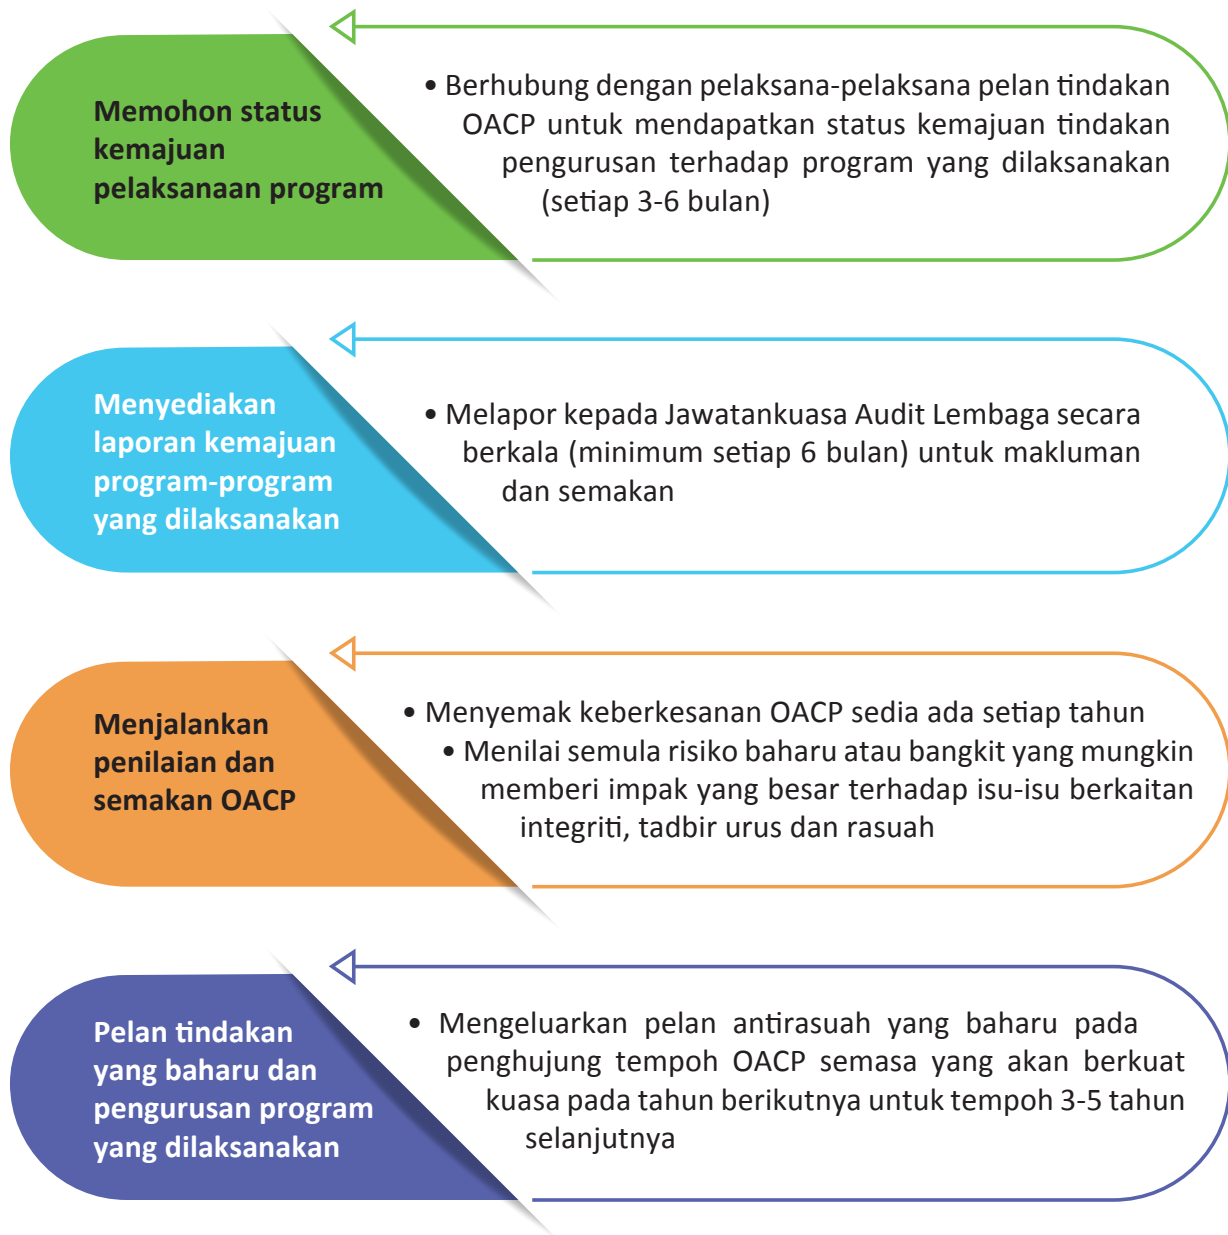 Memohon status
kemajuan
pelaksanaan program
• Berhubung dengan pelaksana-pelaksana pelan tindakan
OACP untuk mendapatkan status kemajuan tindakan
pengurusan terhadap program yang dilaksanakan
(setiap 3-6 bulan)
Menyediakan
laporan kemajuan
program-program
yang dilaksanakan
• Melapor kepada Jawatankuasa Audit Lembaga secara
berkala (minimum setiap 6 bulan) untuk makluman
dan semakan
Menjalankan
penilaian dan
semakan OACP
• Menyemak keberkesanan OACP sedia ada setiap tahun
• Menilai semula risiko baharu atau bangkit yang mungkin
memberi impak yang besar terhadap isu-isu berkaitan
integriti, tadbir urus dan rasuah
Pelan tindakan
yang baharu dan
pengurusan program
yang dilaksanakan
• Mengeluarkan pelan antirasuah yang baharu pada
penghujung tempoh OACP semasa yang akan berkuat
kuasa pada tahun berikutnya untuk tempoh 3-5 tahun
selanjutnya